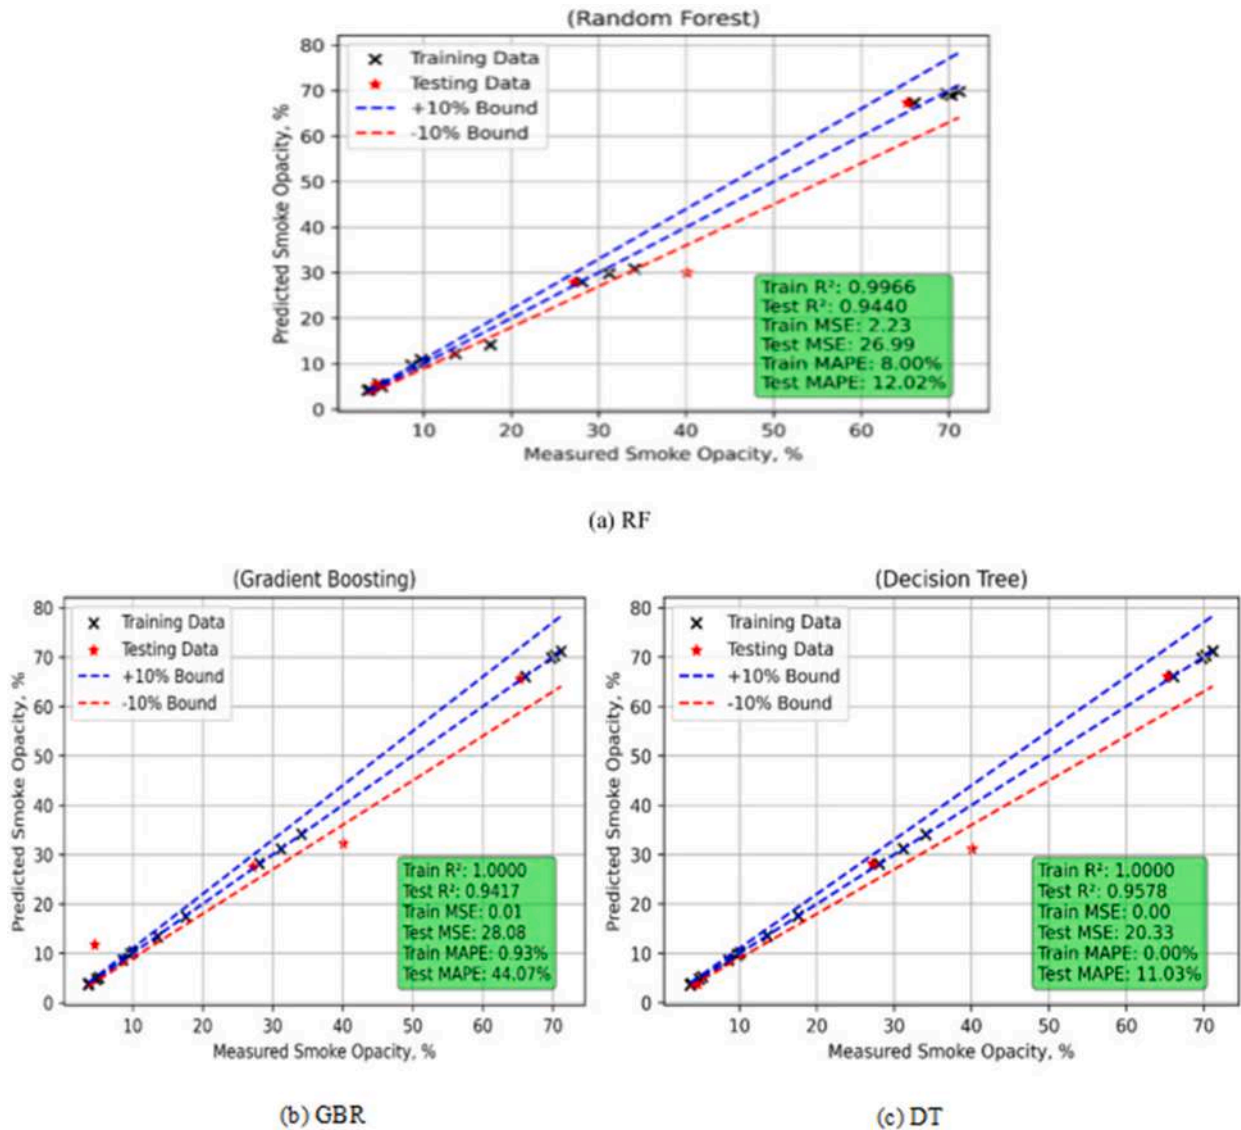 (Random Forest)
Training Data
Testing Data
+10% Bound
-10% Bound
80
70
60
50
40
30
20
10
0
Predicted Smoke Opacity, %
Train R²: 0.9966
Test R²: 0.9440
Train MSE: 2.23
Test MSE: 26.99
Train MAPE: 8.00%
Test MAPE: 12.02%
10 20 30 40 50 60 70
Measured Smoke Opacity, %
(a) RF
(Gradient Boosting)
Training Data
Testing Data
+10% Bound
-10% Bound
80
70
60
50
40
30
20
10
0
Predicted Smoke Opacity, %
Train R²: 1.0000
Test R²: 0.9417
Train MSE: 0.01
Test MSE: 28.08
Train MAPE: 0.93%
Test MAPE: 44.07%
10 20 30 40 50 60 70
Measured Smoke Opacity, %
(b) GBR
(Decision Tree)
Training Data
Testing Data
+10% Bound
-10% Bound
80
70
60
50
40
30
20
10
0
Predicted Smoke Opacity, %
Train R²: 1.0000
Test R²: 0.9578
Train MSE: 0.00
Test MSE: 20.33
Train MAPE: 0.00%
Test MAPE: 11.03%
10 20 30 40 50 60 70
Measured Smoke Opacity, %
(c) DT